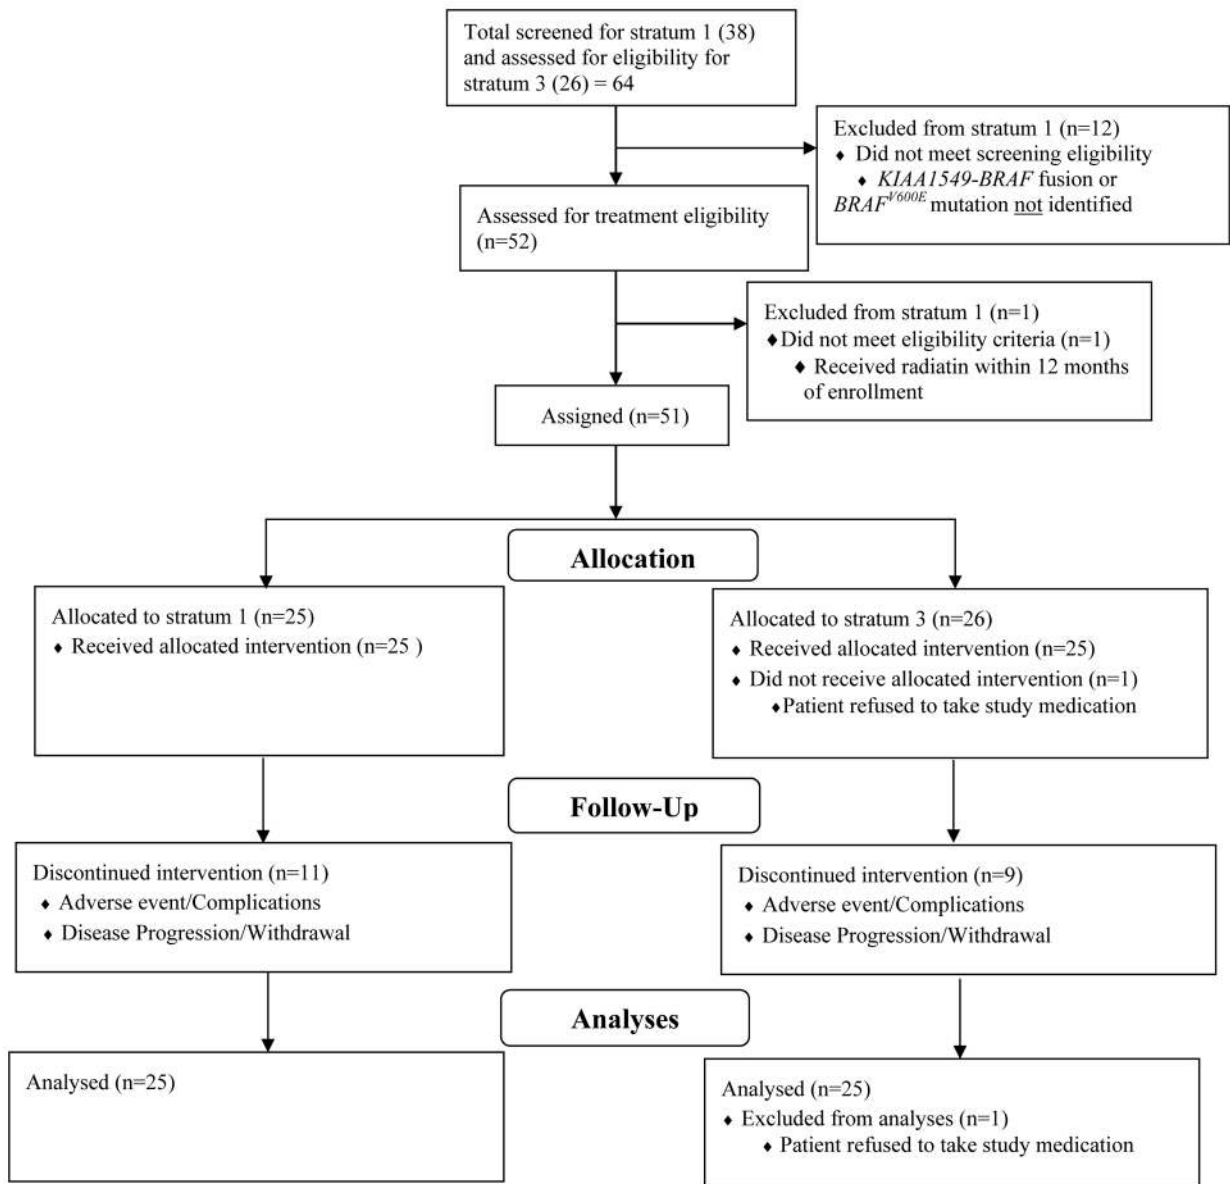 Total screened for stratum 1 (38)
and assessed for eligibility for
stratum 3 (26) = 64
Excluded from stratum 1 (n=12)
♦ Did not meet screening eligibility
♦ KIAA1549-BRAF fusion or
BRAF^V600E mutation not identified
Assessed for treatment eligibility
(n=52)
Excluded from stratum 1 (n=1)
♦Did not meet eligibility criteria (n=1)
♦ Received radiatin within 12 months
of enrollment
Assigned (n=51)
Allocation
Allocated to stratum 1 (n=25)
♦ Received allocated intervention (n=25 )
Allocated to stratum 3 (n=26)
♦ Received allocated intervention (n=25)
♦ Did not receive allocated intervention (n=1)
♦Patient refused to take study medication
Follow-Up
Discontinued intervention (n=11)
♦ Adverse event/Complications
♦ Disease Progression/Withdrawal
Discontinued intervention (n=9)
♦ Adverse event/Complications
♦ Disease Progression/Withdrawal
Analyses
Analysed (n=25)
Analysed (n=25)
♦ Excluded from analyses (n=1)
♦ Patient refused to take study medication